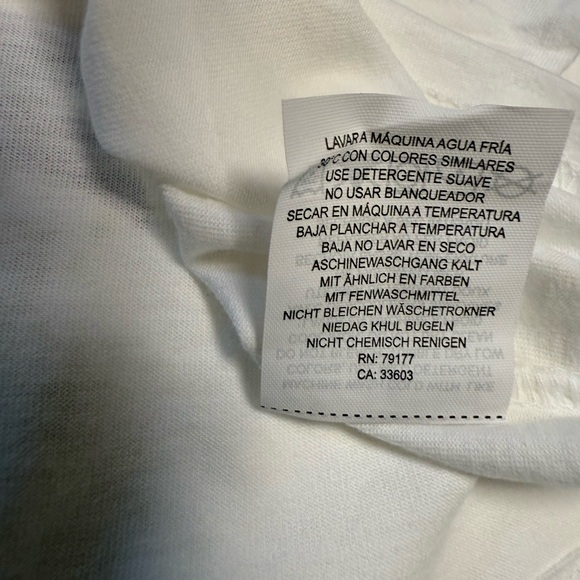 LAVAR A MÁQUINA AGUA FRÍA
30°C CON COLORES SIMILARES
USE DETERGENTE SUAVE
NO USAR BLANQUEADOR
SECAR EN MÁQUINA A TEMPERATURA
BAJA PLANCHAR A TEMPERATURA
BAJA NO LAVAR EN SECO
ASCHINEWASCHGANG KALT
MIT ÄHNLICH EN FARBEN
MIT FENWASCHMITTEL
NICHT BLEICHEN WÄSCHETROKNER
NIEDAG KHUL BUGELN
NICHT CHEMISCH RENIGEN
RN: 79177
CA: 33603